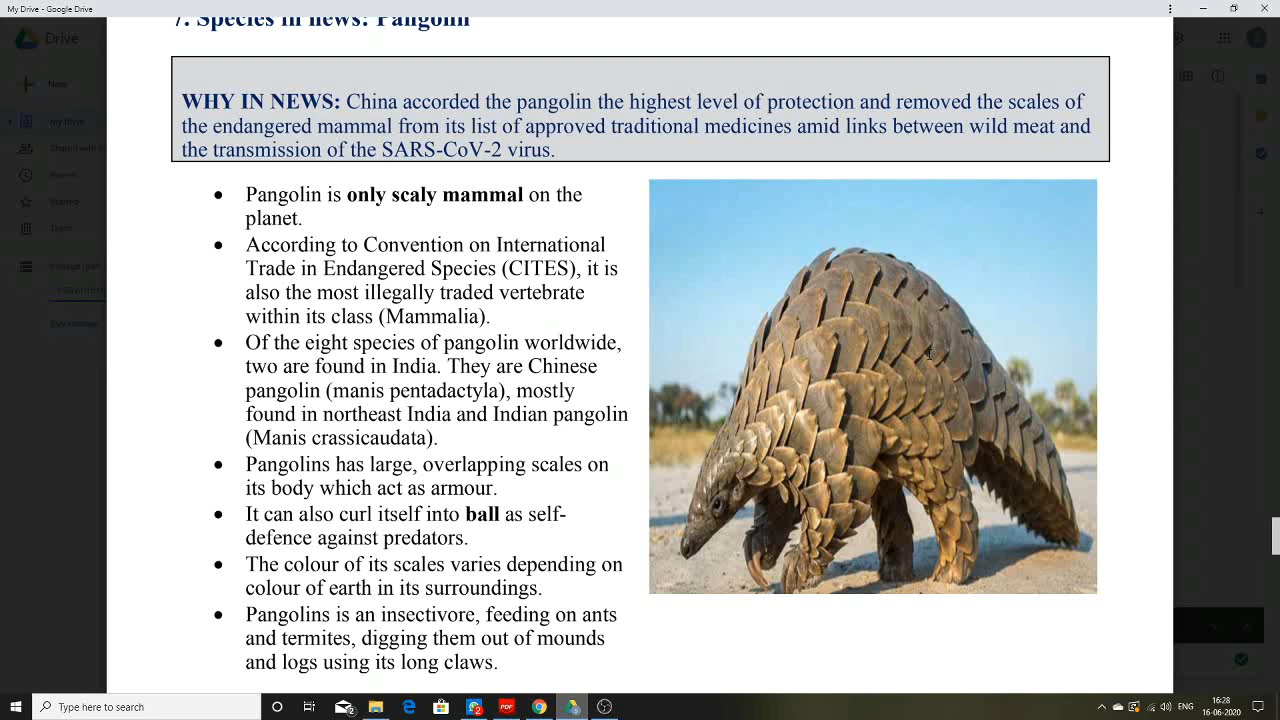 My Drive - Google Drive
7. Species in news: Pangolin
Drive
New
My Drive
WHY IN NEWS: China accorded the pangolin the highest level of protection and removed the scales of
the endangered mammal from its list of approved traditional medicines amid links between wild meat and
the transmission of the SARS-CoV-2 virus.
• Pangolin is only scaly mammal on the
planet.
• According to Convention on International
Trade in Endangered Species (CITES), it is
also the most illegally traded vertebrate
within its class (Mammalia).
• Of the eight species of pangolin worldwide,
two are found in India. They are Chinese
pangolin (manis pentadactyla), mostly
found in northeast India and Indian pangolin
(Manis crassicaudata).
• Pangolins has large, overlapping scales on
its body which act as armour.
• It can also curl itself into ball as self-
defence against predators.
• The colour of its scales varies depending on
colour of earth in its surroundings.
• Pangolins is an insectivore, feeding on ants
and termites, digging them out of mounds
and logs using its long claws.
Type here to search
16:28
16-06-2020